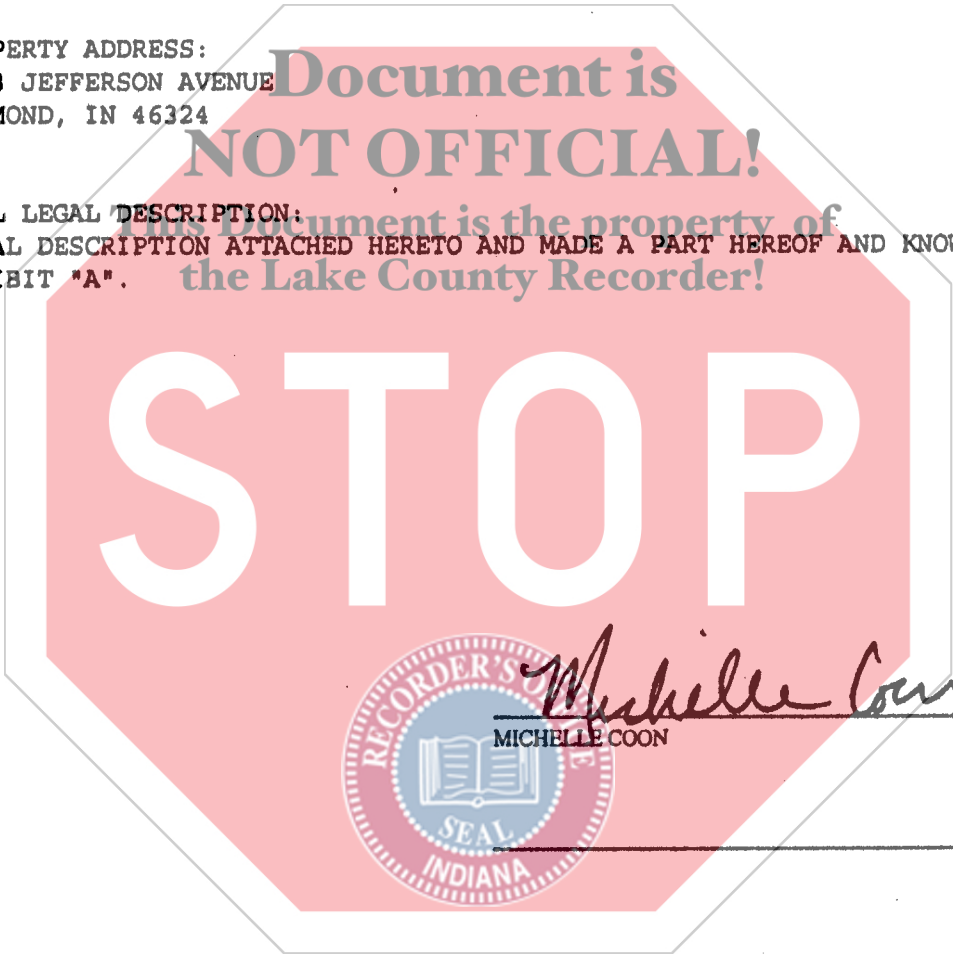 PERTY ADDRESS:
JEFFERSON AVENUE
MOND, IN 46324
Document is
NOT OFFICIAL!
LEGAL DESCRIPTION:
This Document is the property of
AL DESCRIPTION ATTACHED HERETO AND MADE A PART HEREOF AND KNOW
IBIT "A".
the Lake County Recorder!
STOP
Michelle Coon
MICHELLE COON
RECORDER'S OFFICE
SEAL
INDIANA